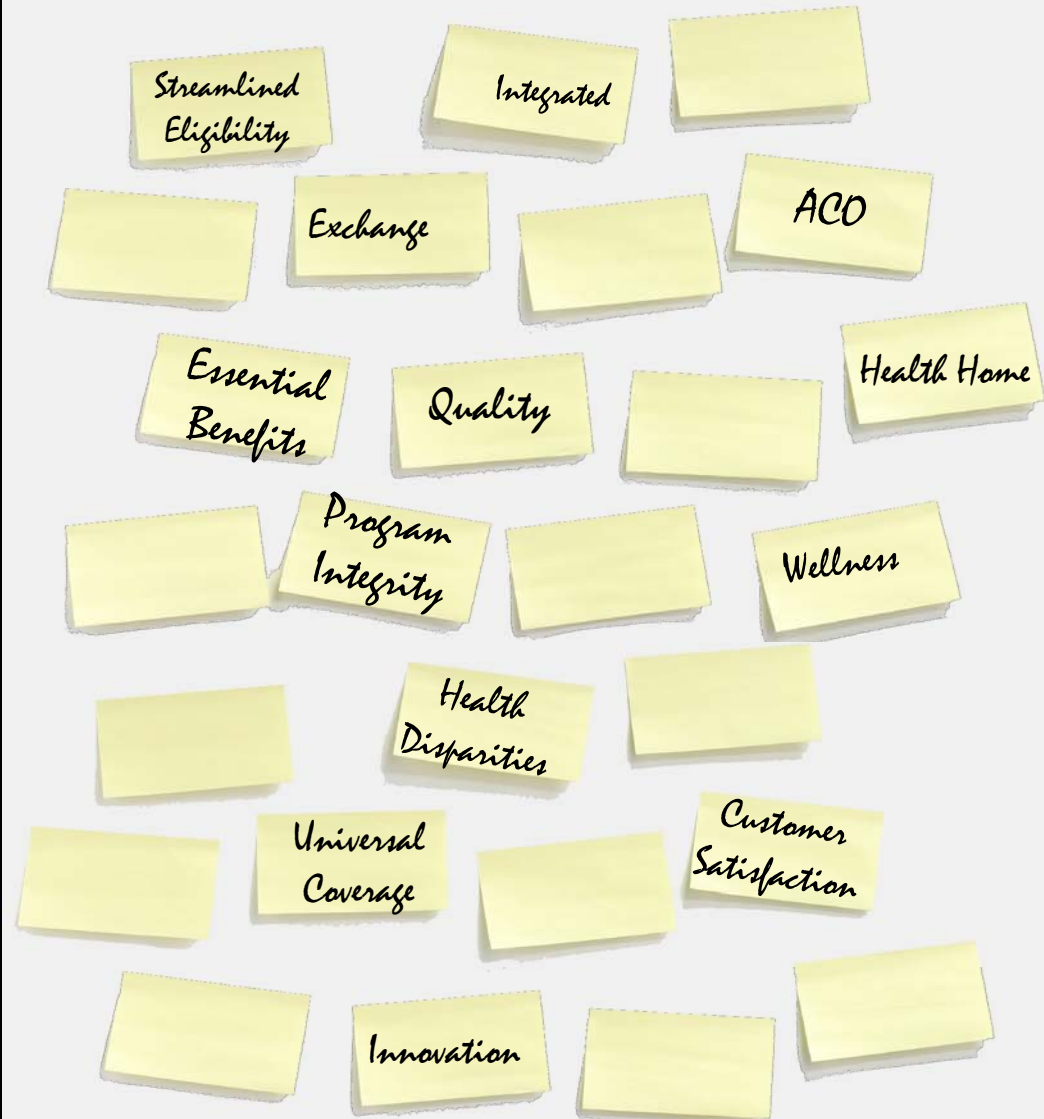 Streamlined
Eligibility
Integrated
Exchange
ACO
Essential
Benefits
Quality
Health Home
Program
Integrity
Wellness
Health
Disparities
Universal
Coverage
Customer
Satisfaction
Innovation